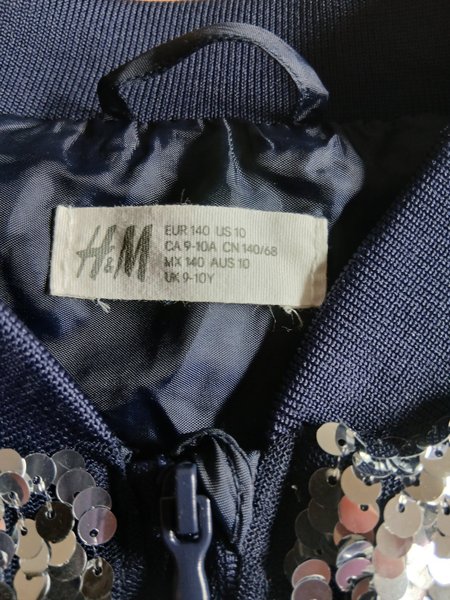 H&M
EUR 140 US 10
CA 9-10A CN 140/68
MX 140 AUS 10
UK 9-10Y